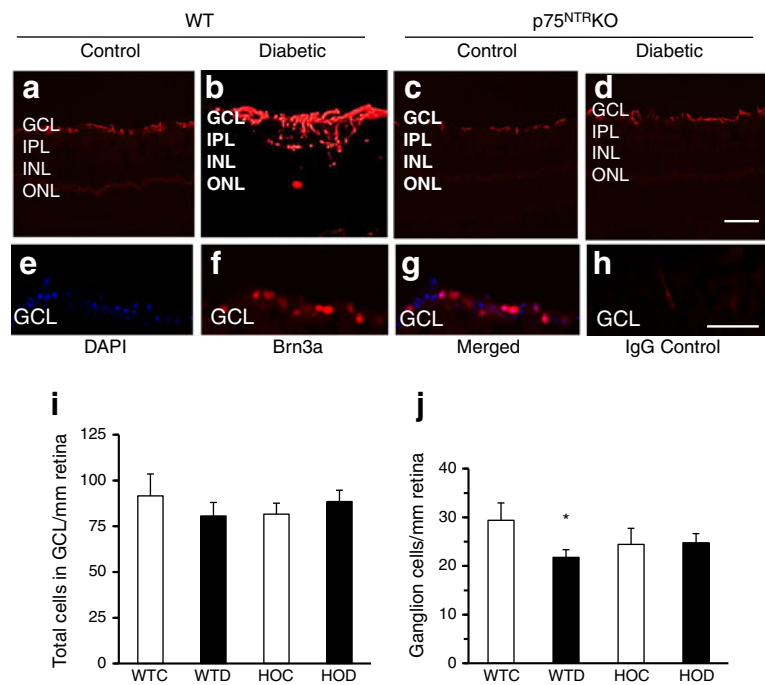 WT p75NTRKO
Control Diabetic Control Diabetic
a b c d
GCL GCL GCL GCL
IPL IPL IPL IPL
INL INL INL INL
ONL ONL ONL ONL
e f g h
GCL GCL GCL GCL
DAPI Brn3a Merged IgG Control
i
Total cells in GCL/mm retina
125
100
75
50
25
0
WTC WTD HOC HOD
j
Ganglion cells/mm retina
40
30
20
10
0
*
WTC WTD HOC HOD